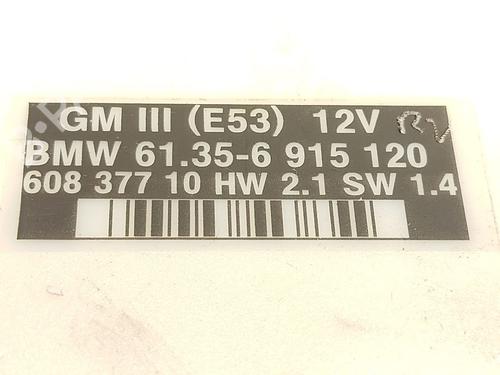 GM III (E53) 12V RV
BMW 61.35-6 915 120
608 377 10 HW 2.1 SW 1.4